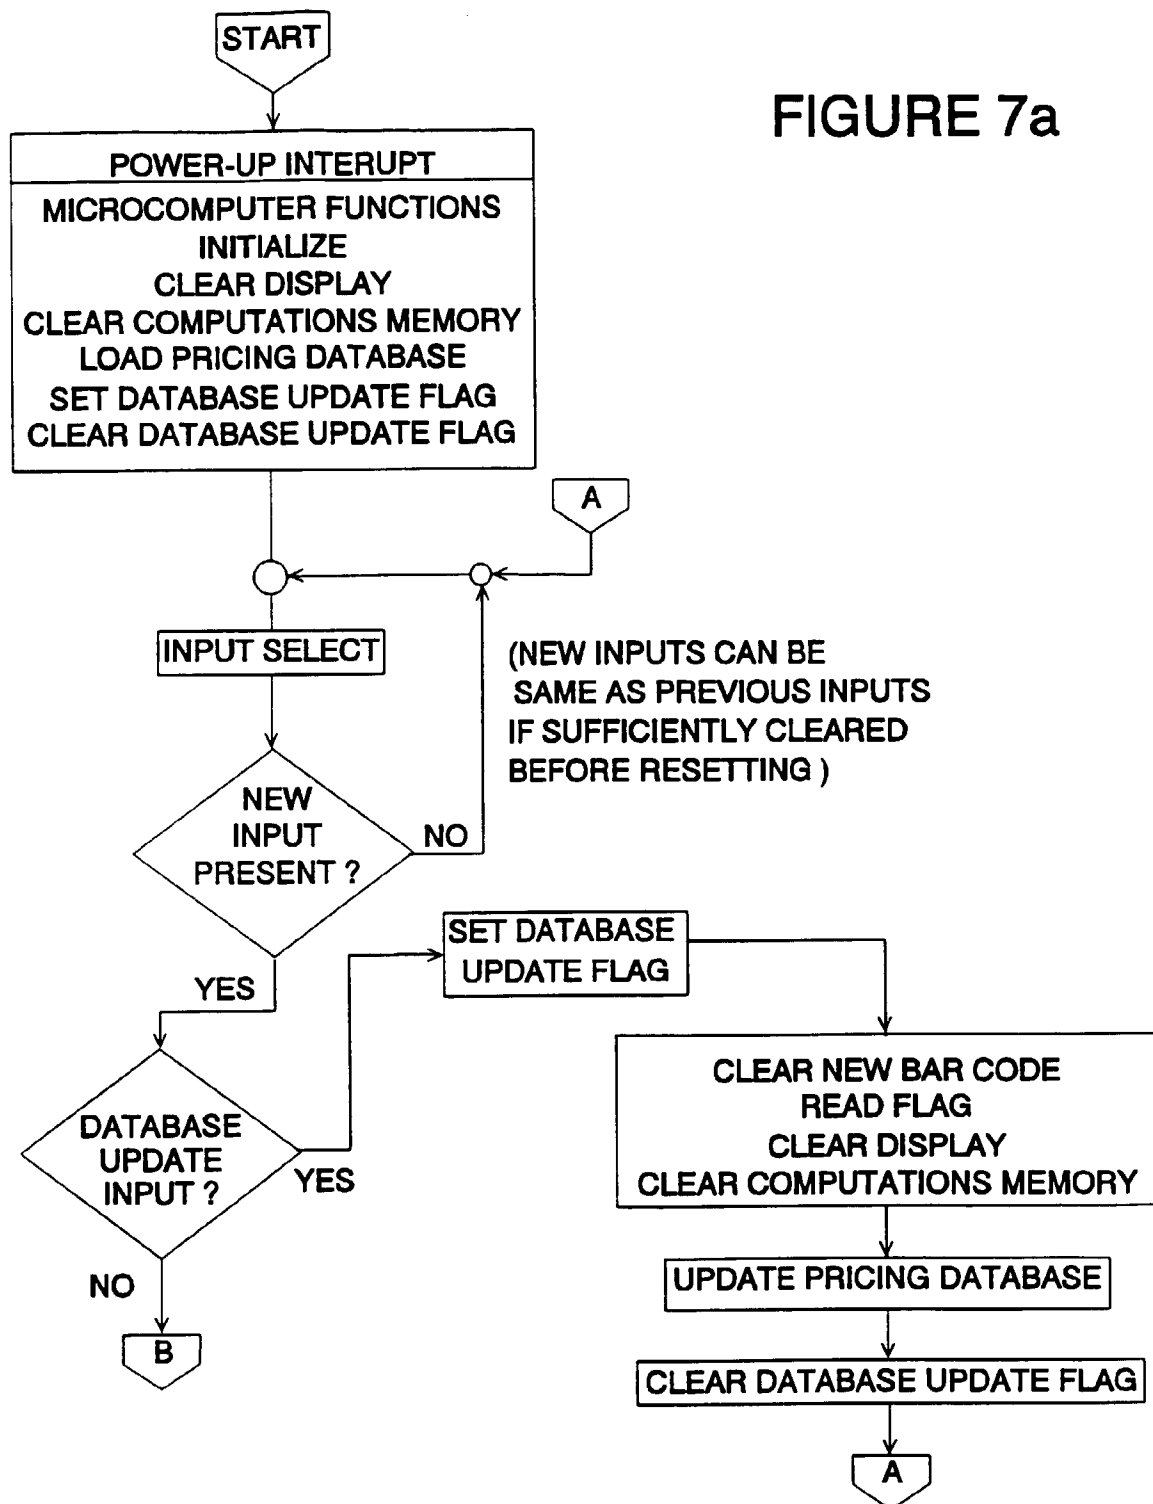 START
FIGURE 7a
POWER-UP INTERUPT
MICROCOMPUTER FUNCTIONS
INITIALIZE
CLEAR DISPLAY
CLEAR COMPUTATIONS MEMORY
LOAD PRICING DATABASE
SET DATABASE UPDATE FLAG
CLEAR DATABASE UPDATE FLAG
A
INPUT SELECT
(NEW INPUTS CAN BE
SAME AS PREVIOUS INPUTS
IF SUFFICIENTLY CLEARED
BEFORE RESETTING )
NEW
INPUT
PRESENT ?
NO
YES
SET DATABASE
UPDATE FLAG
DATABASE
UPDATE
INPUT ?
YES
NO
B
CLEAR NEW BAR CODE
READ FLAG
CLEAR DISPLAY
CLEAR COMPUTATIONS MEMORY
UPDATE PRICING DATABASE
CLEAR DATABASE UPDATE FLAG
A